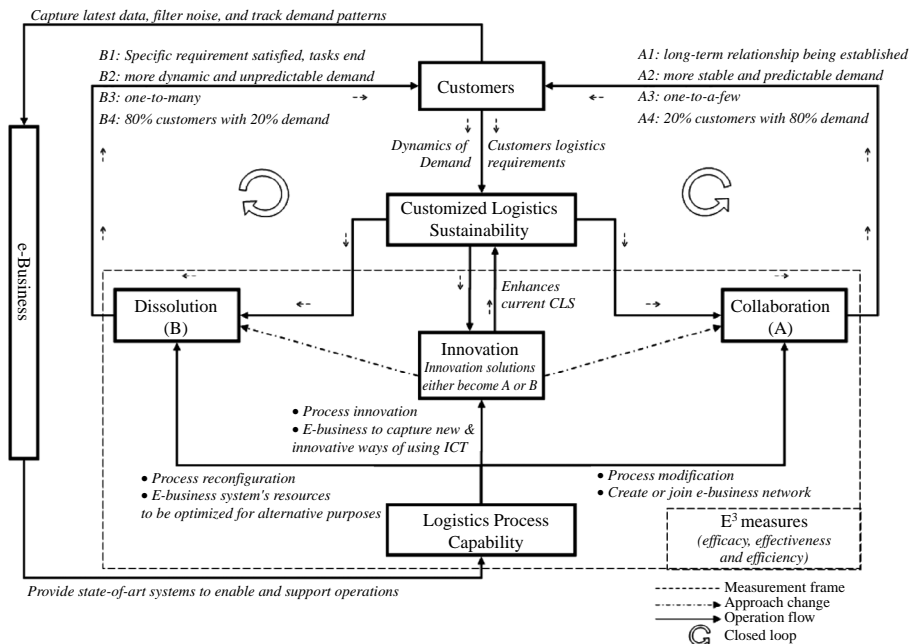 Capture latest data, filter noise, and track demand patterns
B1: Specific requirement satisfied, tasks end
B2: more dynamic and unpredictable demand
B3: one-to-many
B4: 80% customers with 20% demand
Customers
A1: long-term relationship being established
A2: more stable and predictable demand
A3: one-to-a-few
A4: 20% customers with 80% demand
Dynamics of
Demand
Customers logistics
requirements
e-Business
Customized Logistics
Sustainability
Enhances
current CLS
Dissolution
(B)
Collaboration
(A)
Innovation
Innovation solutions
either become A or B
• Process innovation
• E-business to capture new &
innovative ways of using ICT
• Process reconfiguration
• E-business system's resources
to be optimized for alternative purposes
• Process modification
• Create or join e-business network
Logistics Process
Capability
E³ measures
(efficacy, effectiveness
and efficiency)
Provide state-of-art systems to enable and support operations
Measurement frame
Approach change
Operation flow
Closed loop